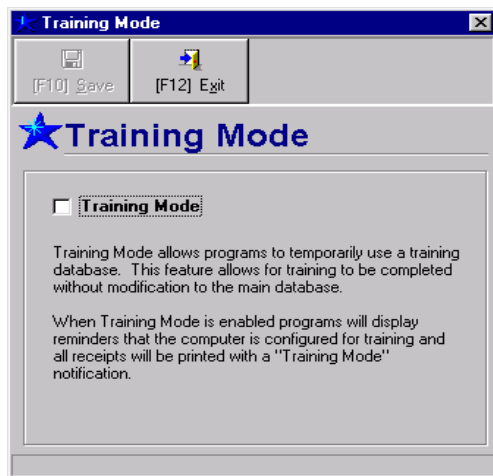 Training Mode
[F10] Save
[F12] Exit
Training Mode
Training Mode
Training Mode allows programs to temporarily use a training
database.  This feature allows for training to be completed
without modification to the main database.
When Training Mode is enabled programs will display
reminders that the computer is configured for training and
all receipts will be printed with a "Training Mode"
notification.